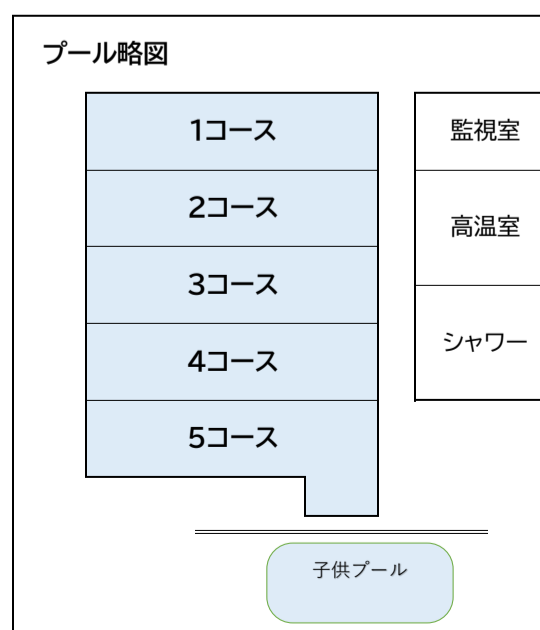 プール略図
1コース
監視室
2コース
高温室
3コース
シャワー
4コース
5コース
子供プール